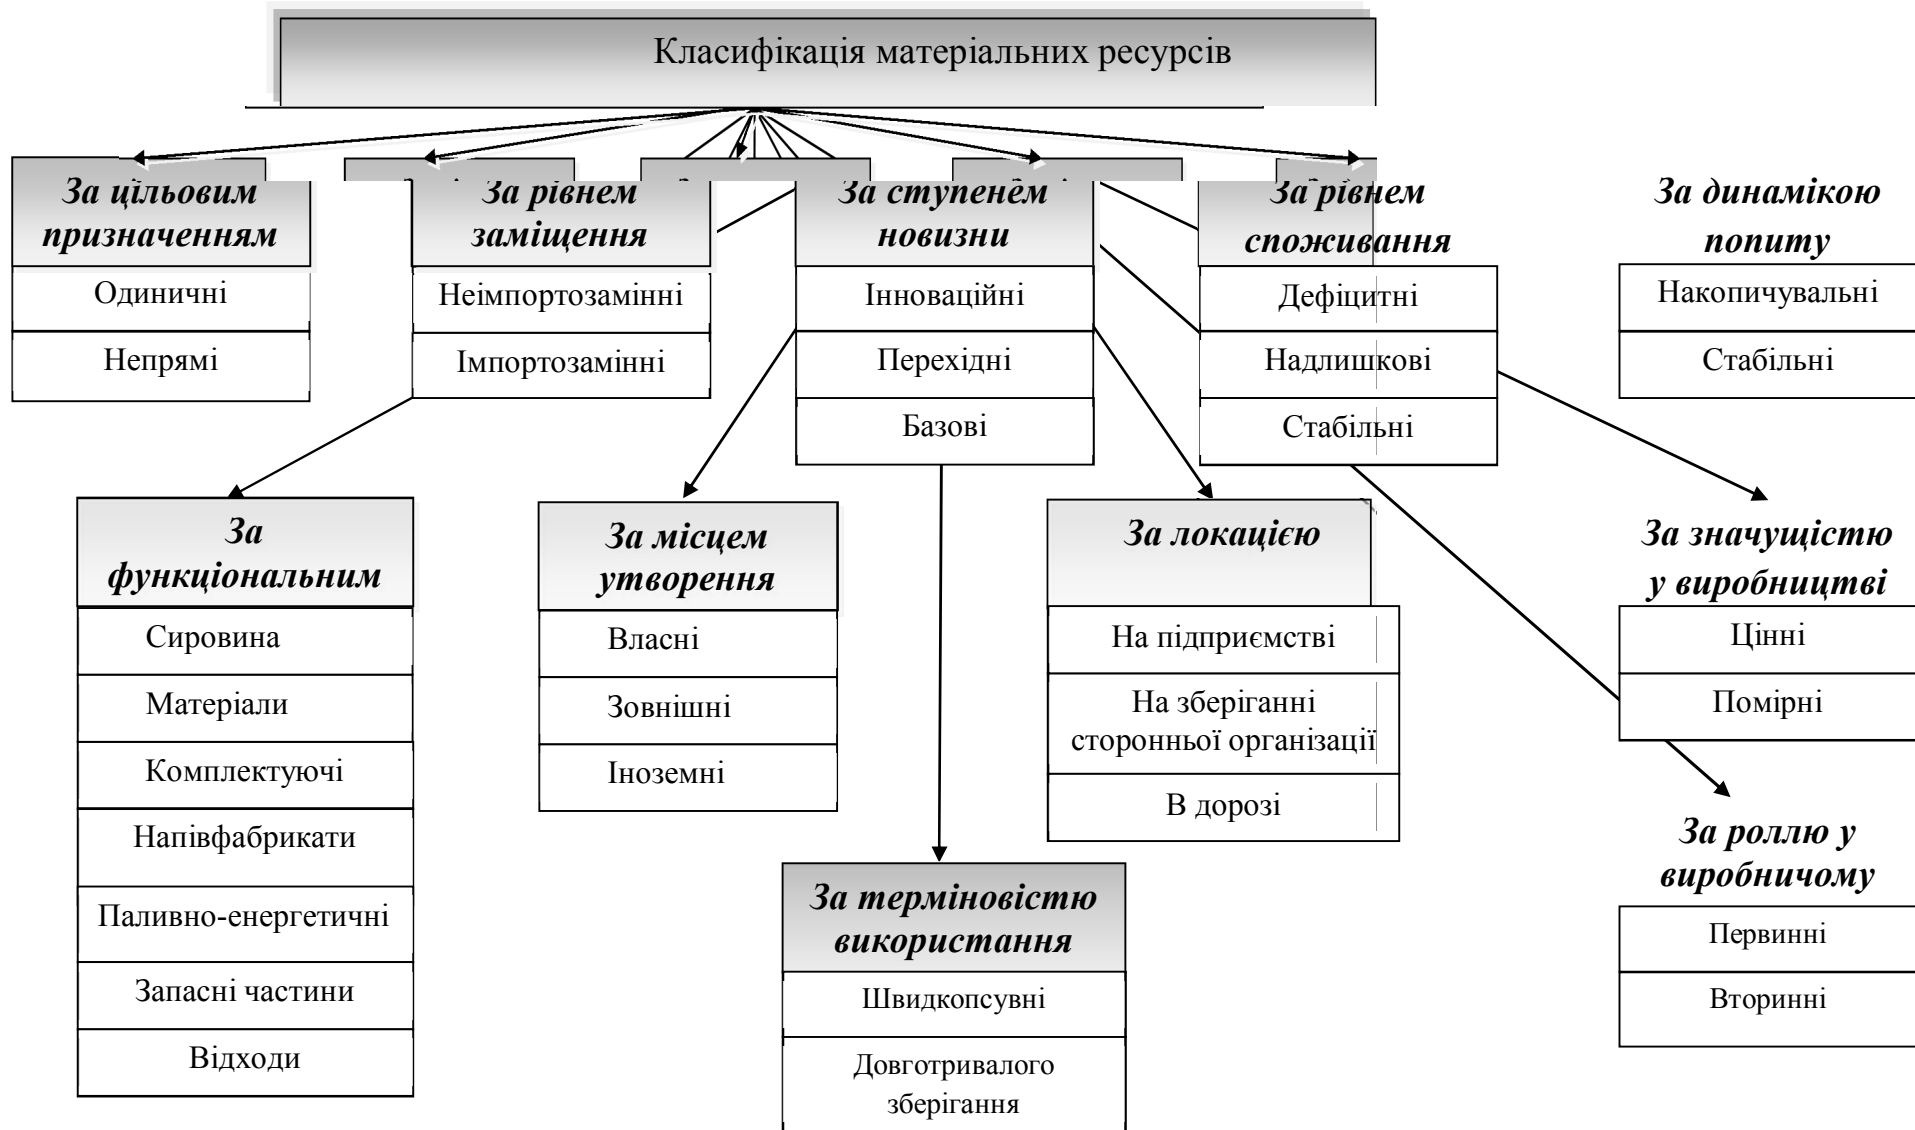 Класифікація матеріальних ресурсів
За цільовим
призначенням
Одиничні
Непрямі
За рівнем
заміщення
Неімпортозамінні
Імпортозамінні
За ступенем
новизни
Інноваційні
Перехідні
Базові
За рівнем
споживання
Дефіцитні
Надлишкові
Стабільні
За динамікою
попиту
Накопичувальні
Стабільні
За
функціональним
Сировина
Матеріали
Комплектуючі
Напівфабрикати
Паливно-енергетичні
Запасні частини
Відходи
За місцем
утворення
Власні
Зовнішні
Іноземні
За локацією
На підприємстві
На зберіганні
сторонньої організації
В дорозі
За значущістю
у виробництві
Цінні
Помірні
За терміновістю
використання
Швидкопсувні
Довготривалого
зберігання
За роллю у
виробничому
Первинні
Вторинні